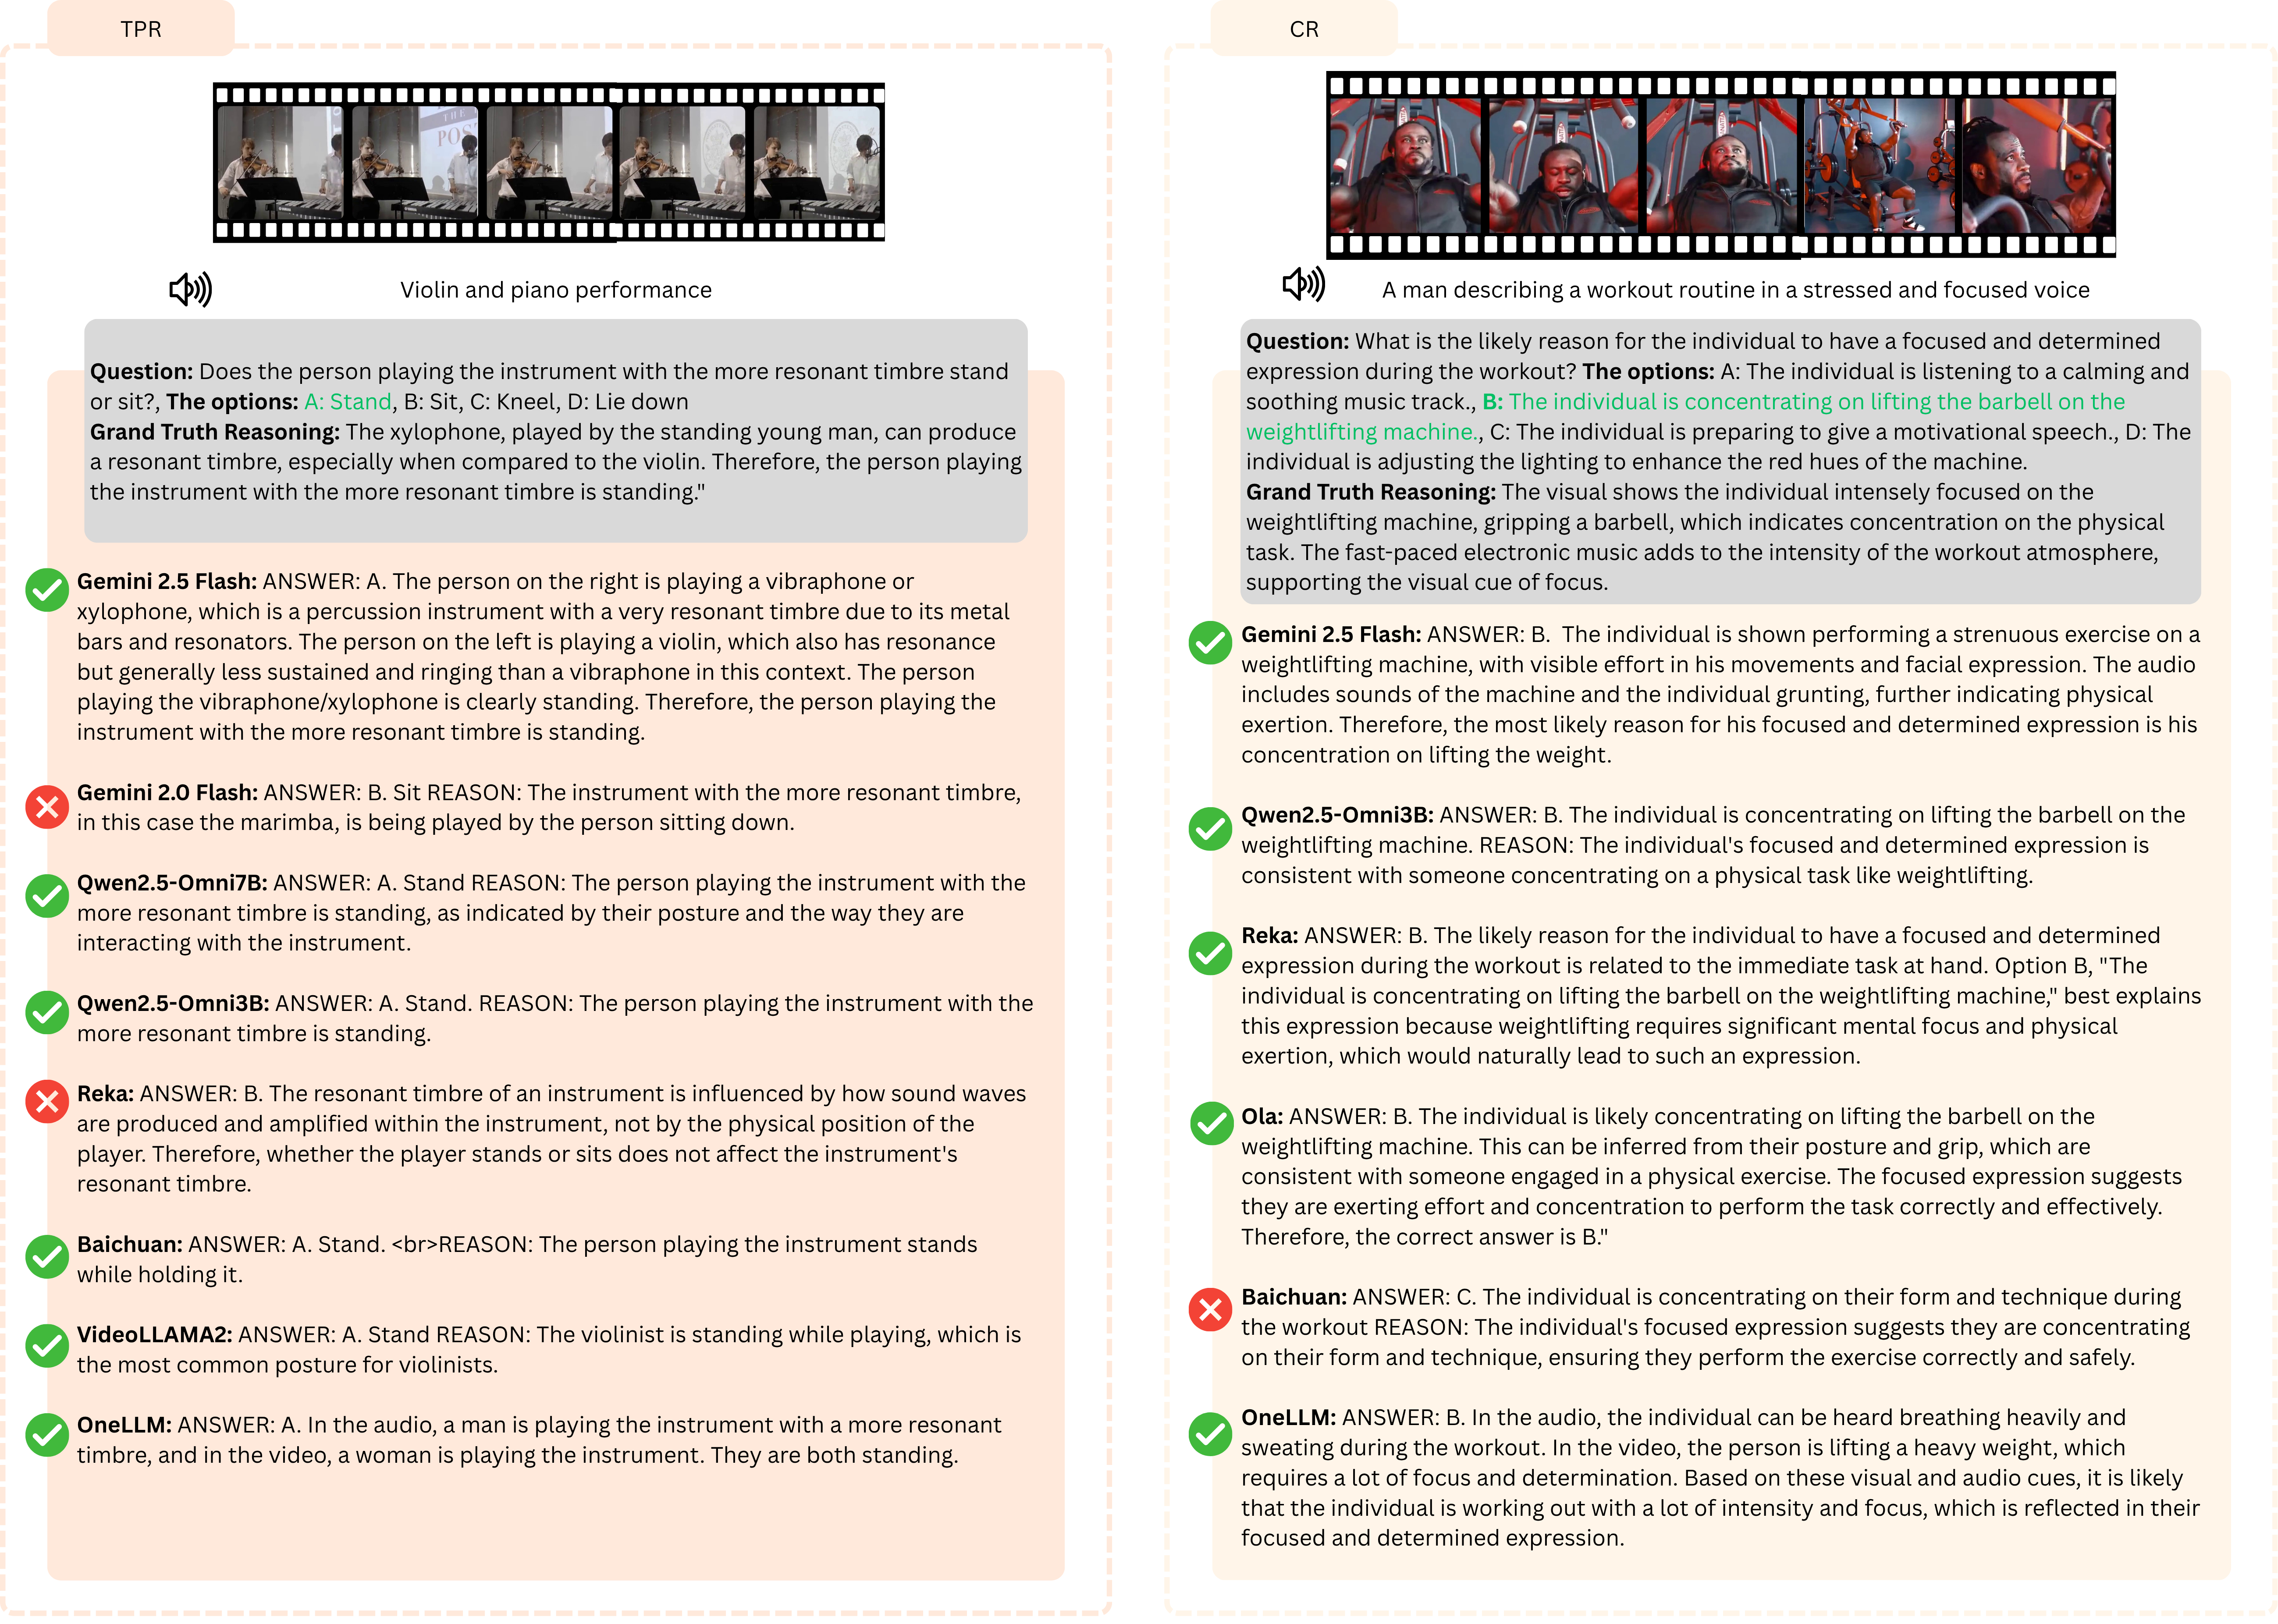 TPR
THE
POS
Violin and piano performance
Question: Does the person playing the instrument with the more resonant timbre stand
or sit?, The options: A: Stand, B: Sit, C: Kneel, D: Lie down
Grand Truth Reasoning: The xylophone, played by the standing young man, can produce
a resonant timbre, especially when compared to the violin. Therefore, the person playing
the instrument with the more resonant timbre is standing."
Gemini 2.5 Flash: ANSWER: A. The person on the right is playing a vibraphone or
xylophone, which is a percussion instrument with a very resonant timbre due to its metal
bars and resonators. The person on the left is playing a violin, which also has resonance
but generally less sustained and ringing than a vibraphone in this context. The person
playing the vibraphone/xylophone is clearly standing. Therefore, the person playing the
instrument with the more resonant timbre is standing.
Gemini 2.0 Flash: ANSWER: B. Sit REASON: The instrument with the more resonant timbre,
in this case the marimba, is being played by the person sitting down.
Qwen2.5-Omni7B: ANSWER: A. Stand REASON: The person playing the instrument with the
more resonant timbre is standing, as indicated by their posture and the way they are
interacting with the instrument.
Qwen2.5-Omni3B: ANSWER: A. Stand. REASON: The person playing the instrument with the
more resonant timbre is standing.
Reka: ANSWER: B. The resonant timbre of an instrument is influenced by how sound waves
are produced and amplified within the instrument, not by the physical position of the
player. Therefore, whether the player stands or sits does not affect the instrument's
resonant timbre.
Baichuan: ANSWER: A. Stand. <br>REASON: The person playing the instrument stands
while holding it.
VideoLLAMA2: ANSWER: A. Stand REASON: The violinist is standing while playing, which is
the most common posture for violinists.
OneLLM: ANSWER: A. In the audio, a man is playing the instrument with a more resonant
timbre, and in the video, a woman is playing the instrument. They are both standing.
CR
A man describing a workout routine in a stressed and focused voice
Question: What is the likely reason for the individual to have a focused and determined
expression during the workout? The options: A: The individual is listening to a calming and
soothing music track., B: The individual is concentrating on lifting the barbell on the
weightlifting machine., C: The individual is preparing to give a motivational speech., D: The
individual is adjusting the lighting to enhance the red hues of the machine.
Grand Truth Reasoning: The visual shows the individual intensely focused on the
weightlifting machine, gripping a barbell, which indicates concentration on the physical
task. The fast-paced electronic music adds to the intensity of the workout atmosphere,
supporting the visual cue of focus.
Gemini 2.5 Flash: ANSWER: B.  The individual is shown performing a strenuous exercise on a
weightlifting machine, with visible effort in his movements and facial expression. The audio
includes sounds of the machine and the individual grunting, further indicating physical
exertion. Therefore, the most likely reason for his focused and determined expression is his
concentration on lifting the weight.
Qwen2.5-Omni3B: ANSWER: B. The individual is concentrating on lifting the barbell on the
weightlifting machine. REASON: The individual's focused and determined expression is
consistent with someone concentrating on a physical task like weightlifting.
Reka: ANSWER: B. The likely reason for the individual to have a focused and determined
expression during the workout is related to the immediate task at hand. Option B, "The
individual is concentrating on lifting the barbell on the weightlifting machine," best explains
this expression because weightlifting requires significant mental focus and physical
exertion, which would naturally lead to such an expression.
Ola: ANSWER: B. The individual is likely concentrating on lifting the barbell on the
weightlifting machine. This can be inferred from their posture and grip, which are
consistent with someone engaged in a physical exercise. The focused expression suggests
they are exerting effort and concentration to perform the task correctly and effectively.
Therefore, the correct answer is B."
Baichuan: ANSWER: C. The individual is concentrating on their form and technique during
the workout REASON: The individual's focused expression suggests they are concentrating
on their form and technique, ensuring they perform the exercise correctly and safely.
OneLLM: ANSWER: B. In the audio, the individual can be heard breathing heavily and
sweating during the workout. In the video, the person is lifting a heavy weight, which
requires a lot of focus and determination. Based on these visual and audio cues, it is likely
that the individual is working out with a lot of intensity and focus, which is reflected in their
focused and determined expression.